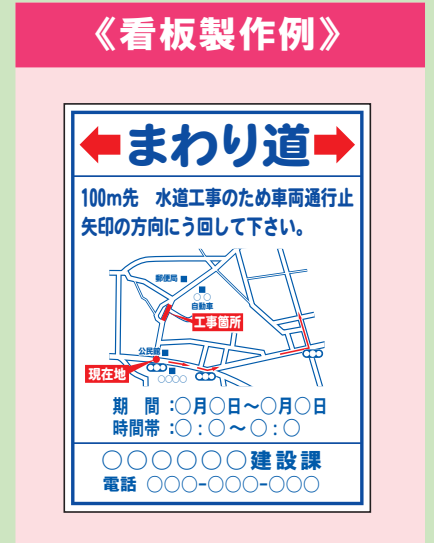 《看板製作例》
まわり道
100m先　水道工事のため車両通行止
矢印の方向にう回して下さい。
郵便局
○○
自動車
工事箇所
公民館
現在地
○○○○
期　間：○月○日～○月○日
時間帯：○：○～○：○
○○○○○○建設課
電話　○○○-○○○-○○○